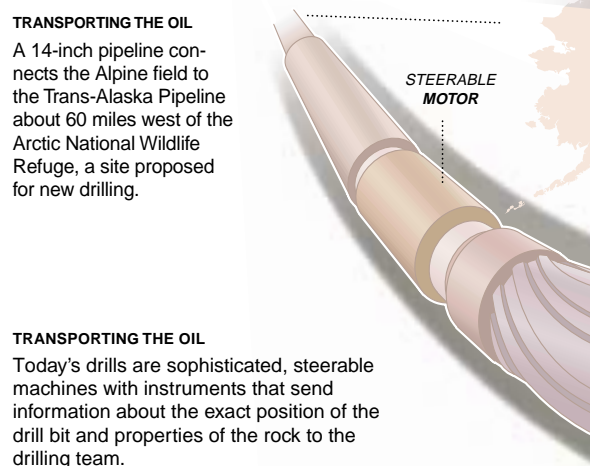 TRANSPORTING THE OIL
A 14-inch pipeline con-
nects the Alpine field to
the Trans-Alaska Pipeline
about 60 miles west of the
Arctic National Wildlife
Refuge, a site proposed
for new drilling.
STEERABLE
MOTOR
TRANSPORTING THE OIL
Today's drills are sophisticated, steerable
machines with instruments that send
information about the exact position of the
drill bit and properties of the rock to the
drilling team.